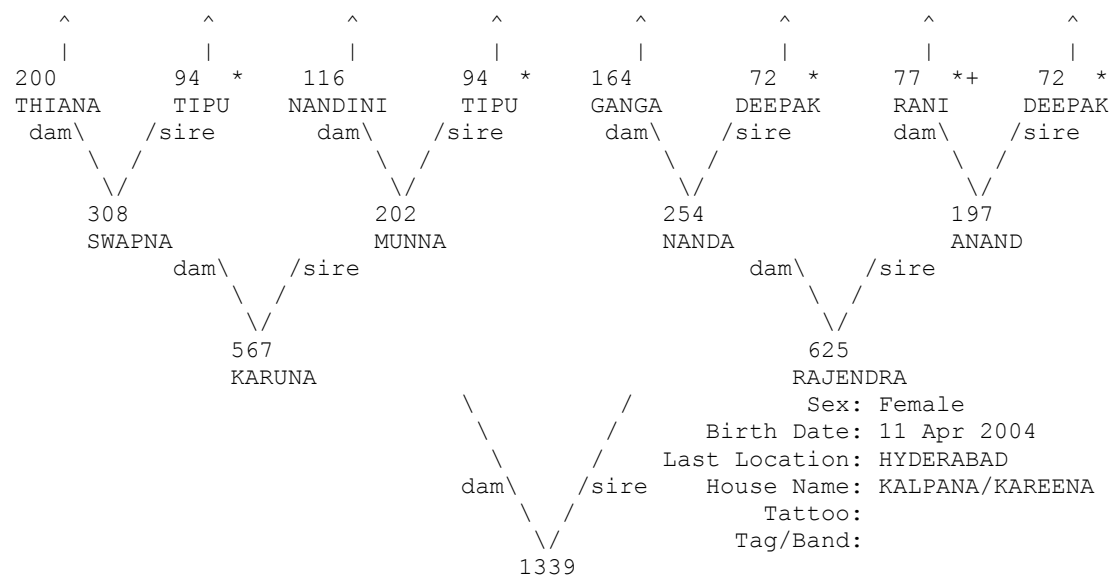 ^ ^ ^ ^ ^ ^ ^ ^
| | | | | | | |
200 94 * 116 94 * 164 72 * 77 *+ 72 *
THIANA TIPU NANDINI TIPU GANGA DEEPAK RANI DEEPAK
dam\ /sire dam\ /sire dam\ /sire dam\ /sire
\ / \ / \ / \ /
\/ \/ \/ \/
308 202 254 197
SWAPNA MUNNA NANDA ANAND
dam\ /sire dam\ /sire
\ / \ /
\/ \/
567 625
KARUNA RAJENDRA
\ / Sex: Female
\ / Birth Date: 11 Apr 2004
\ / Last Location: HYDERABAD
dam\ /sire House Name: KALPANA/KAREENA
\ / Tattoo:
\/ Tag/Band:
1339